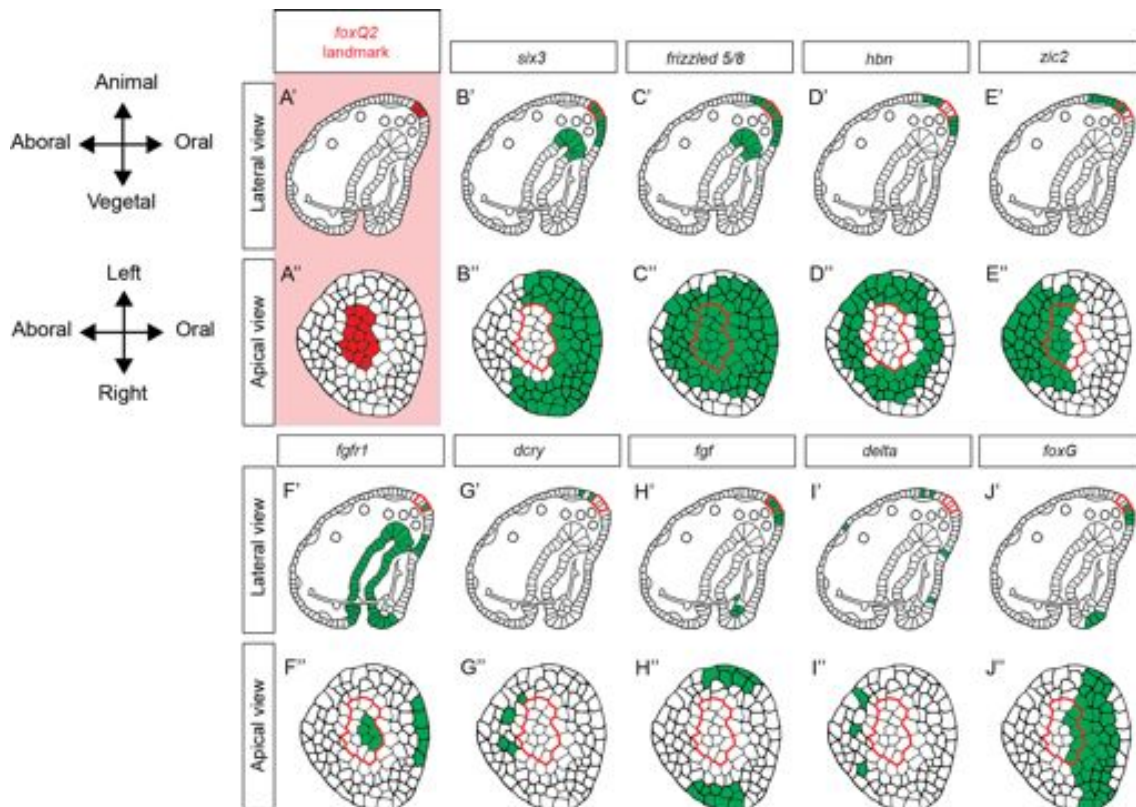 foxQ2
landmark
six3
frizzled 5/8
hbn
zic2
Animal
Aboral
Oral
Vegetal
Lateral view
A'
B'
C'
D'
E'
Left
Aboral
Oral
Right
Apical view
A''
B''
C''
D''
E''
fgfr1
dcry
fgf
delta
foxG
Lateral view
F'
G'
H'
I'
J'
Apical view
F''
G''
H''
I''
J''